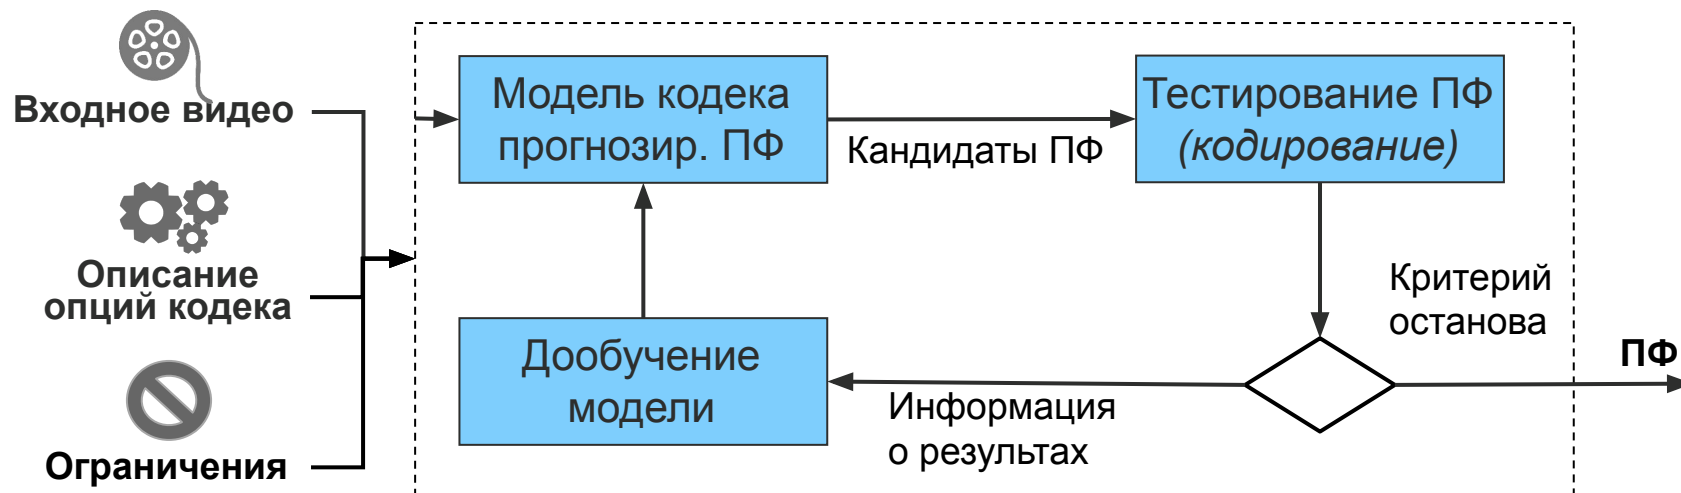 Входное видео
Описание
опций кодека
Ограничения
Модель кодека
прогнозир. ПФ
Кандидаты ПФ
Тестирование ПФ
(кодирование)
Критерий
останова
ПФ
Дообучение
модели
Информация
о результах